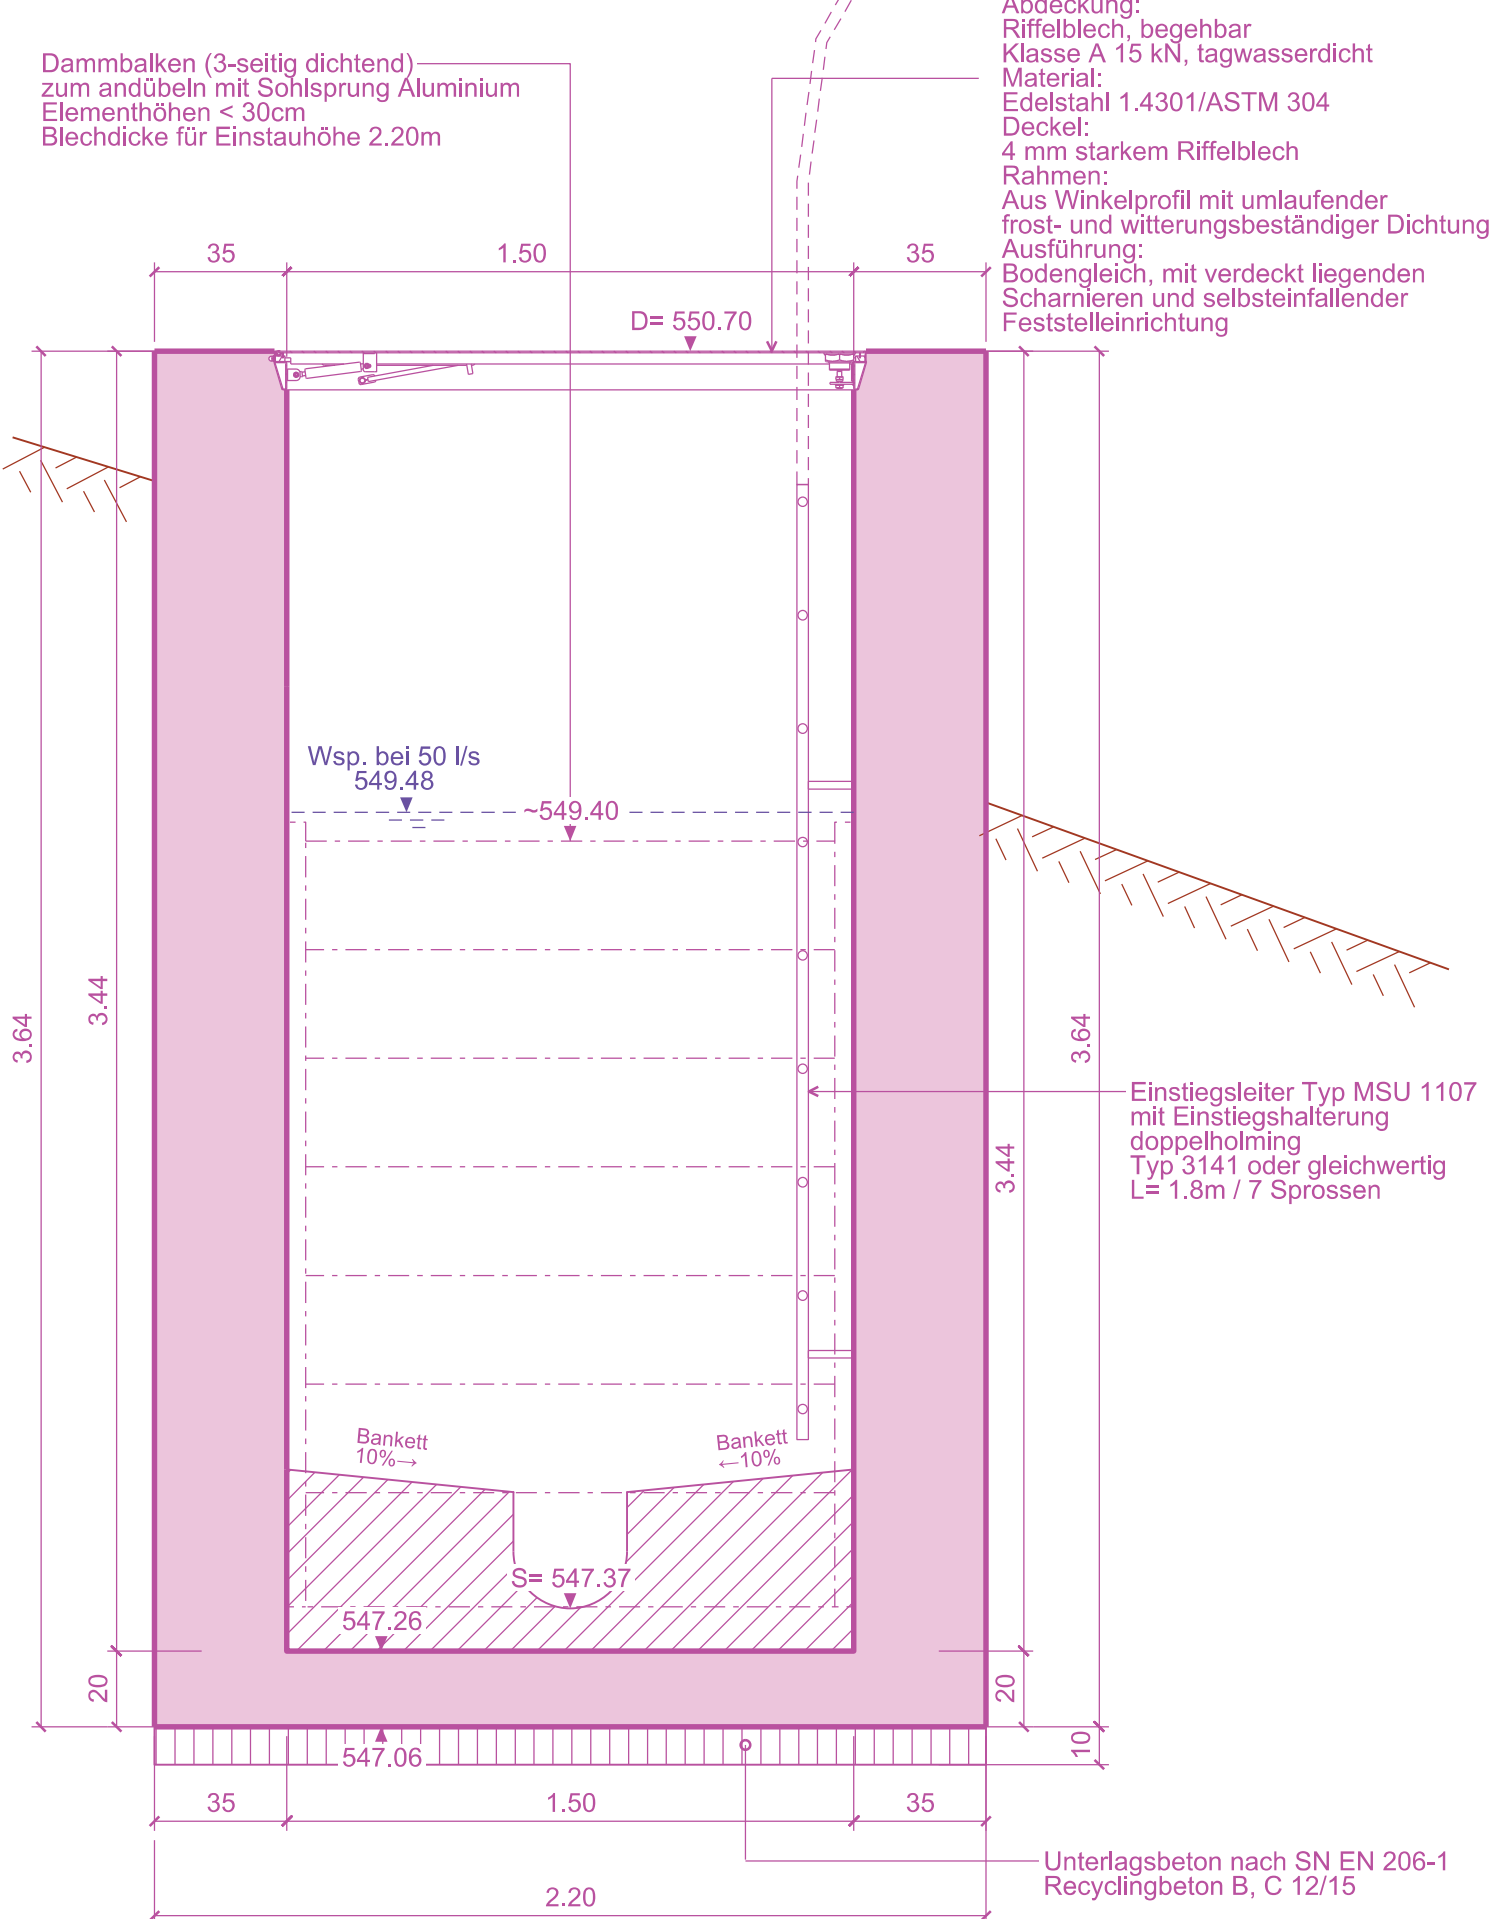 Abdeckung:
Riffelblech, begehbar
Klasse A 15 kN, tagwasserdicht
Material:
Edelstahl 1.4301/ASTM 304
Deckel:
4 mm starkem Riffelblech
Rahmen:
Aus Winkelprofil mit umlaufender
frost- und witterungsbeständiger Dichtung
Ausführung:
Bodengleich, mit verdeckt liegenden
Scharnieren und selbsteinfallender
Feststelleinrichtung
Dammbalken (3-seitig dichtend)
zum andübeln mit Sohlsprung Aluminium
Elementhöhen < 30cm
Blechdicke für Einstauhöhe 2.20m
35
1.50
35
D= 550.70
Wsp. bei 50 l/s
549.48
~549.40
3.64
3.44
3.64
3.44
Einstiegsleiter Typ MSU 1107
mit Einstiegshalterung
doppelholming
Typ 3141 oder gleichwertig
L= 1.8m / 7 Sprossen
Bankett
10%→
Bankett
←10%
S= 547.37
547.26
20
20
547.06
10
35
1.50
35
Unterlagsbeton nach SN EN 206-1
Recyclingbeton B, C 12/15
2.20